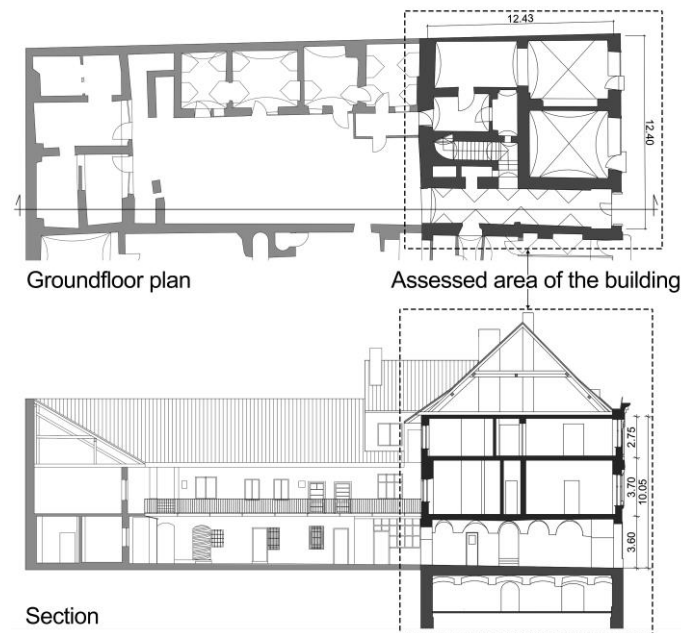 12.43
12.40
Groundfloor plan
Assessed area of the building
2.75
3.70
10.05
3.60
Section